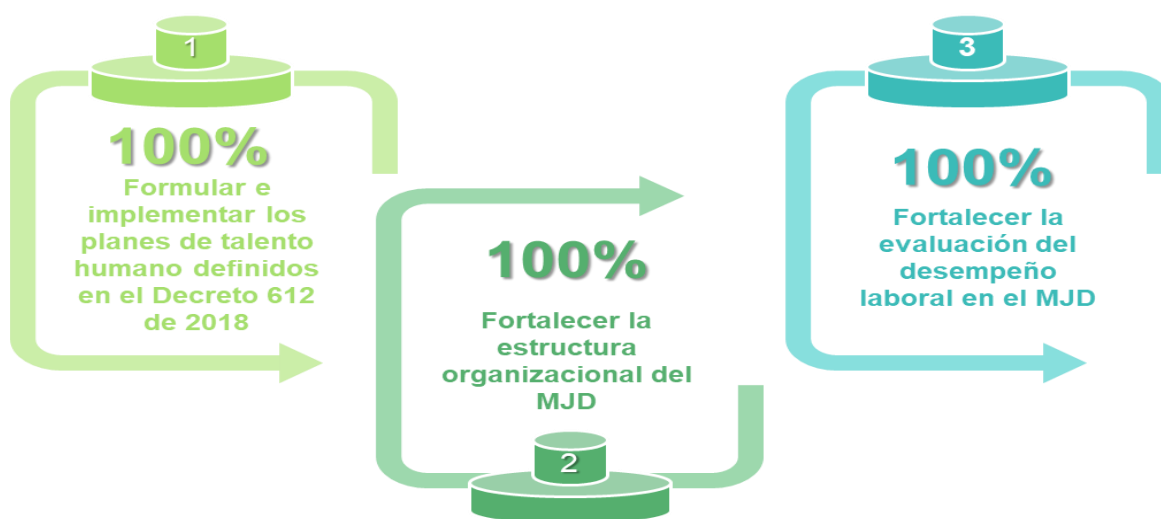 1
100%
Formular e
implementar los
planes de talento
humano definidos
en el Decreto 612
de 2018
100%
Fortalecer la
estructura
organizacional del
MJD
2
3
100%
Fortalecer la
evaluación del
desempeño
laboral en el MJD